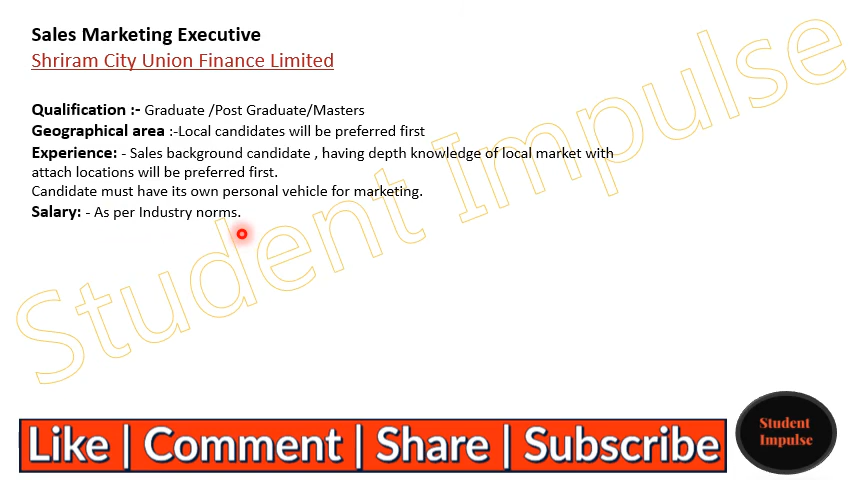 Sales Marketing Executive
Shriram City Union Finance Limited
Qualification :- Graduate /Post Graduate/Masters
Geographical area :-Local candidates will be preferred first
Experience: - Sales background candidate , having depth knowledge of local market with
attach locations will be preferred first.
Candidate must have its own personal vehicle for marketing.
Salary: - As per Industry norms.
Student Impulse
Like | Comment | Share | Subscribe
Student
Impulse